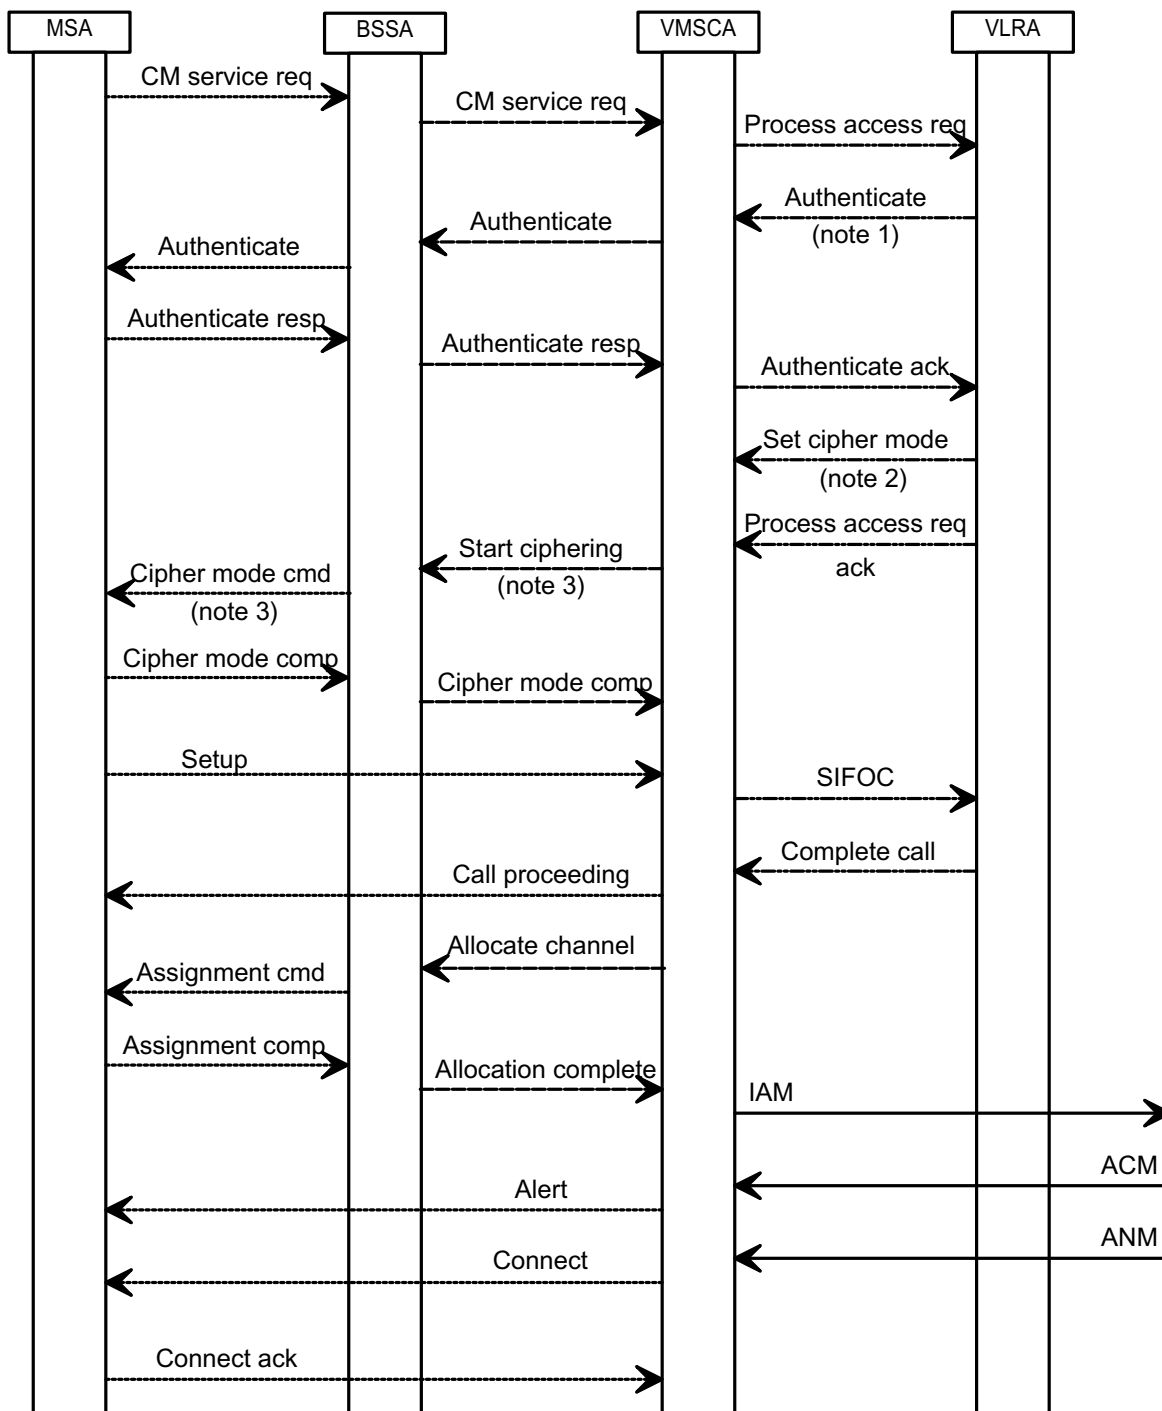 MSA
BSSA
VMSCA
VLRA
CM service req
CM service req
Process access req
Authenticate
(note 1)
Authenticate
Authenticate
Authenticate resp
Authenticate resp
Authenticate ack
Set cipher mode
(note 2)
Process access req
ack
Start ciphering
(note 3)
Cipher mode cmd
(note 3)
Cipher mode comp
Cipher mode comp
Setup
SIFOC
Complete call
Call proceeding
Allocate channel
Assignment cmd
Assignment comp
Allocation complete
IAM
ACM
Alert
ANM
Connect
Connect ack